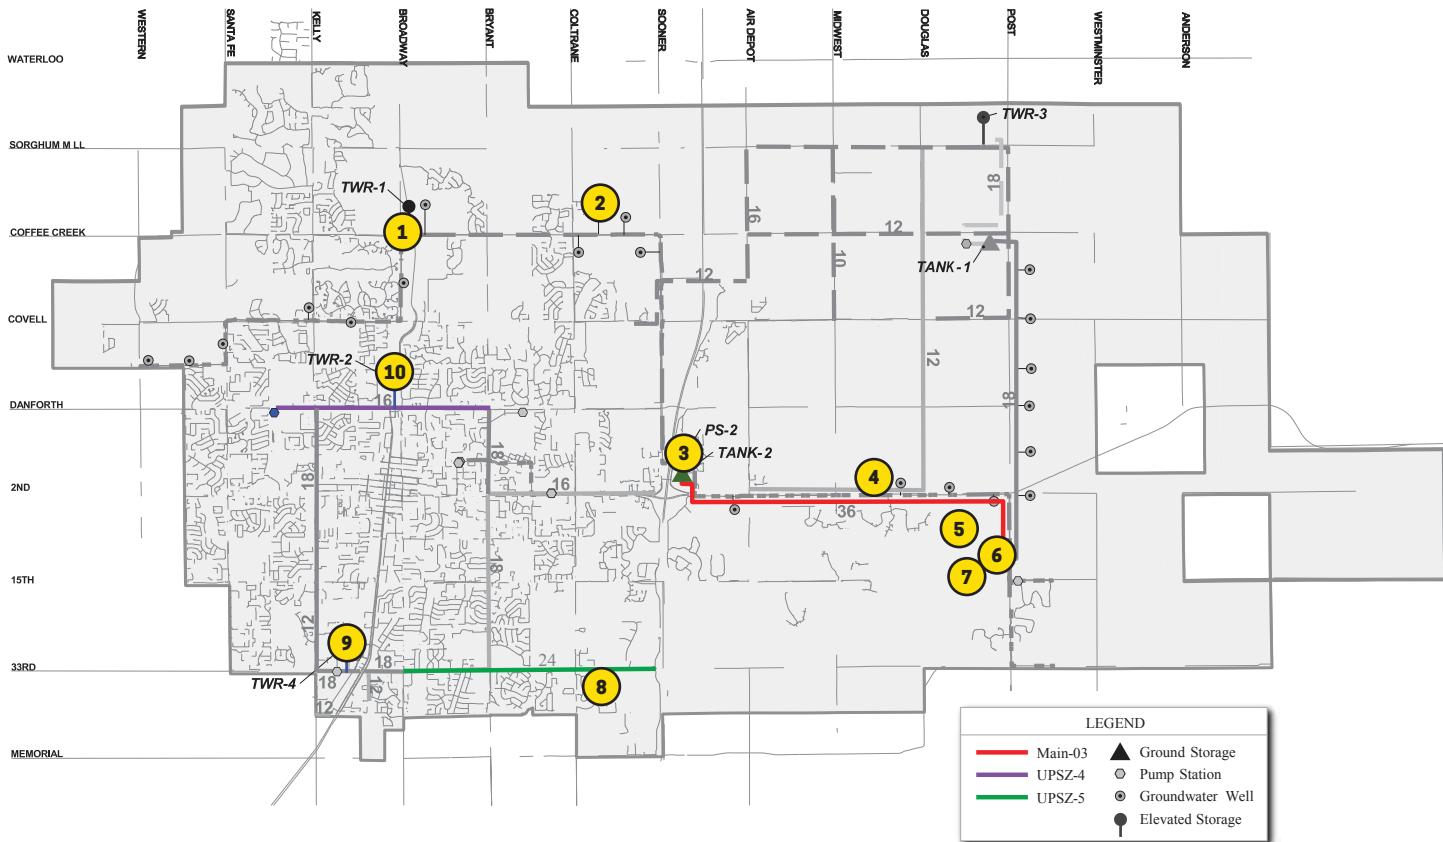 WESTERN
SANTA FE
KELLY
BROADWAY
BRYANT
COLTRANE
SOONER
AIR DEPOT
MIDWEST
DOUGLAS
POST
WESTMINSTER
ANDERSON
WATERLOO
TWR-3
SORGHUM M LL
TWR-1
18
2
16
1
12
COFFEE CREEK
10
TANK-1
12
12
COVELL
TWR-2
12
10
16
18
DANFORTH
PS-2
3
TANK-2
18
18
4
16
2ND
36
5
6
18
7
15TH
12
9
18
24
33RD
18
12
TWR-4
8
12
LEGEND
MEMORIAL
Main-03
Ground Storage
UPSZ-4
Pump Station
UPSZ-5
Groundwater Well
Elevated Storage